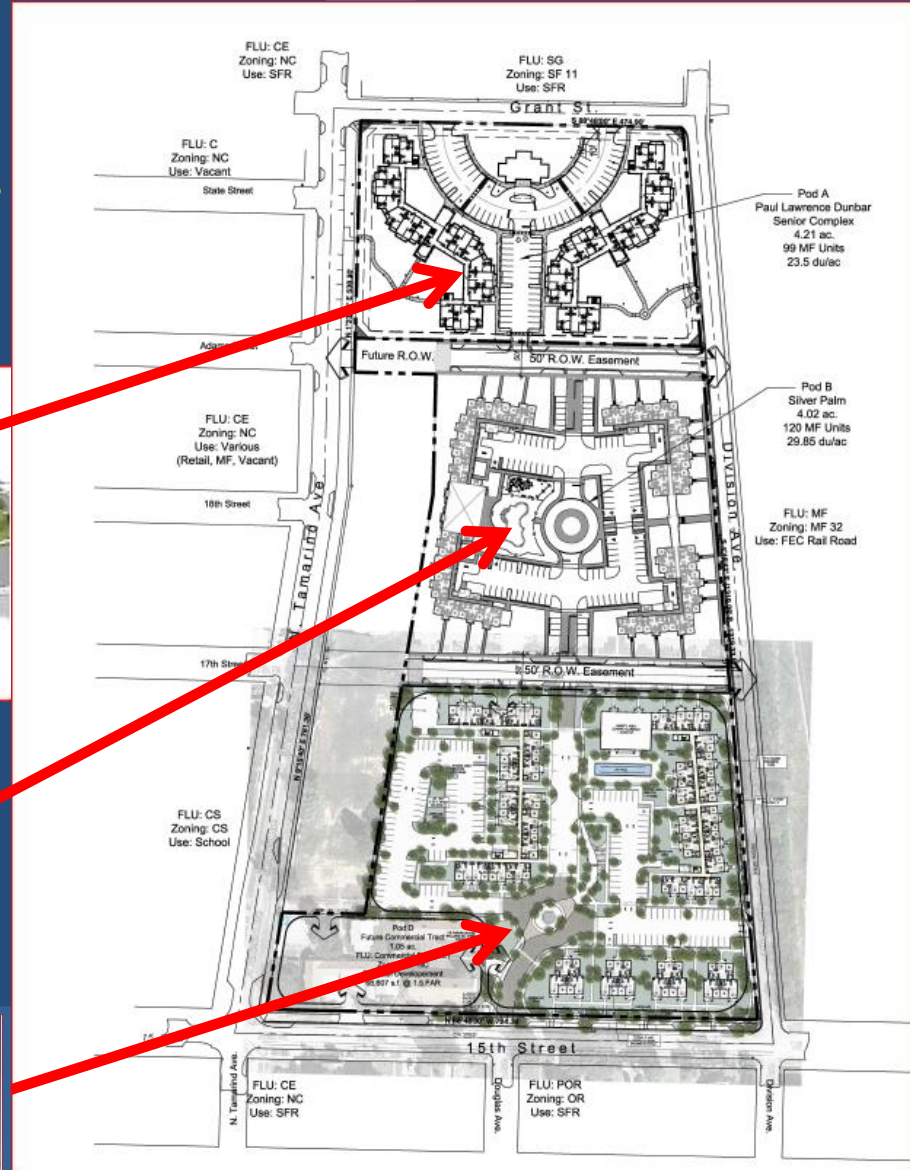 FLU: CE
Zoning: NC
Use: SFR
FLU: SG
Zoning: SF 11
Use: SFR
Grant St.
FLU: C
Zoning: NC
Use: Vacant
State Street
Pod A
Paul Lawrence Dunbar
Senior Complex
4.21 ac.
99 MF Units
23.5 du/ac
Future R.O.W.
50' R.O.W. Easement
Pod B
Silver Palm
4.02 ac.
120 MF Units
29.85 du/ac
FLU: CE
Zoning: NC
Use: Various
(Retail, MF, Vacant)
18th Street
Tamarind Ave.
Division Ave.
FLU: MF
Zoning: MF 32
Use: FEC Rail Road
17th Street
50' R.O.W. Easement
FLU: CS
Zoning: CS
Use: School
Pod D
Future Commercial Tract
1.05 ac.
15th Street
N. Tamarind Ave.
Douglas Ave.
Division Ave.
FLU: CE
Zoning: NC
Use: SFR
FLU: POR
Zoning: OR
Use: SFR